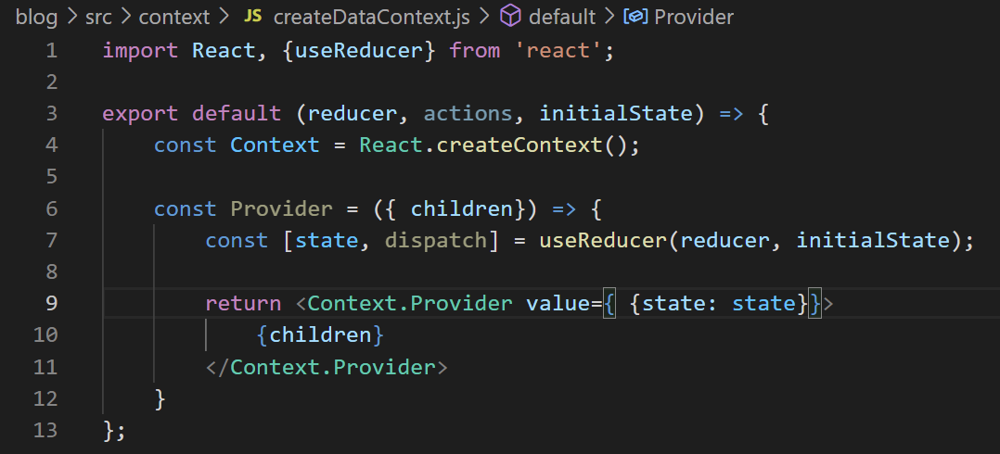 blog > src > context > JS createDataContext.js > default > Provider
1 import React, {useReducer} from 'react';
2
3 export default (reducer, actions, initialState) => {
4     const Context = React.createContext();
5
6     const Provider = ({ children}) => {
7         const [state, dispatch] = useReducer(reducer, initialState);
8
9         return <Context.Provider value={ {state: state}}>
10             {children}
11         </Context.Provider>
12     }
13 };